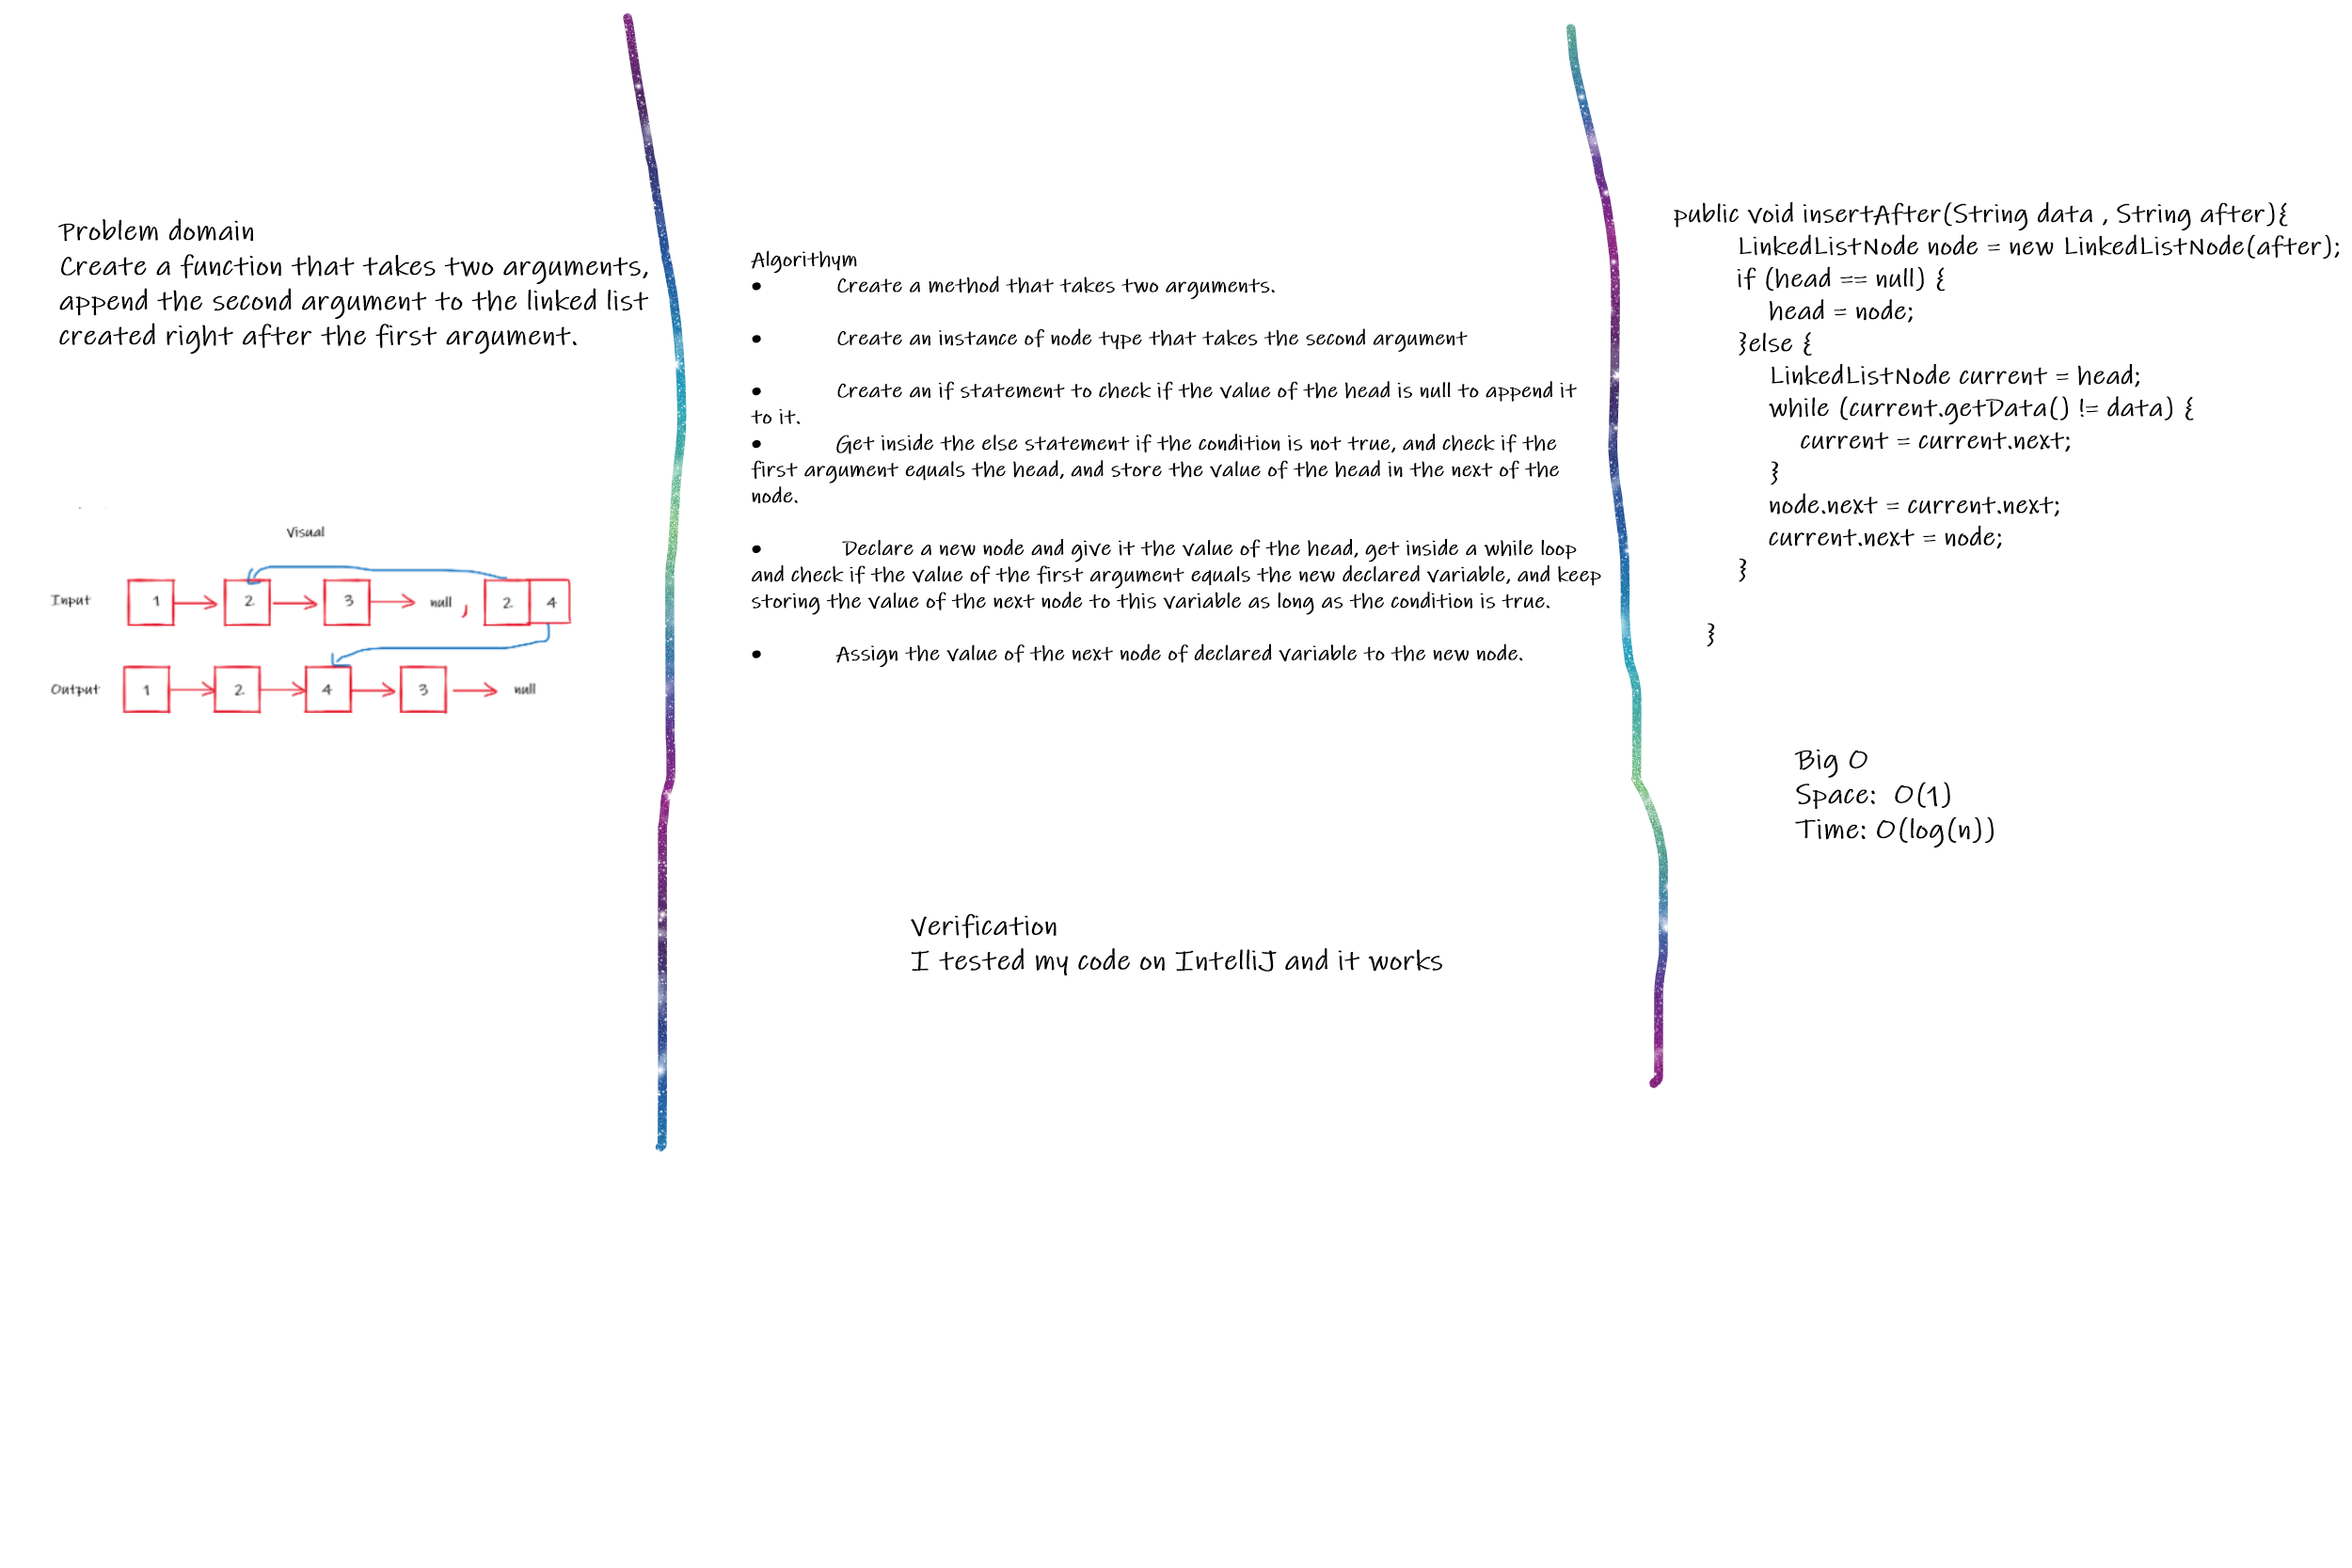 Problem domain
Create a function that takes two arguments,
append the second argument to the linked list
created right after the first argument.
Visual
Input 1 2 3 null , 2 4
Output 1 2 4 3 null
Algorithym
• Create a method that takes two arguments.
• Create an instance of node type that takes the second argument
• Create an if statement to check if the value of the head is null to append it
to it.
• Get inside the else statement if the condition is not true, and check if the
first argument equals the head, and store the value of the head in the next of the
node.
• Declare a new node and give it the value of the head, get inside a while loop
and check if the value of the first argument equals the new declared variable, and keep
storing the value of the next node to this variable as long as the condition is true.
• Assign the value of the next node of declared variable to the new node.
Verification
I tested my code on IntelliJ and it works
public void insertAfter(String data , String after){
LinkedListNode node = new LinkedListNode(after);
if (head == null) {
head = node;
}else {
LinkedListNode current = head;
while (current.getData() != data) {
current = current.next;
}
node.next = current.next;
current.next = node;
}
}
Big O
Space: O(1)
Time: O(log(n))